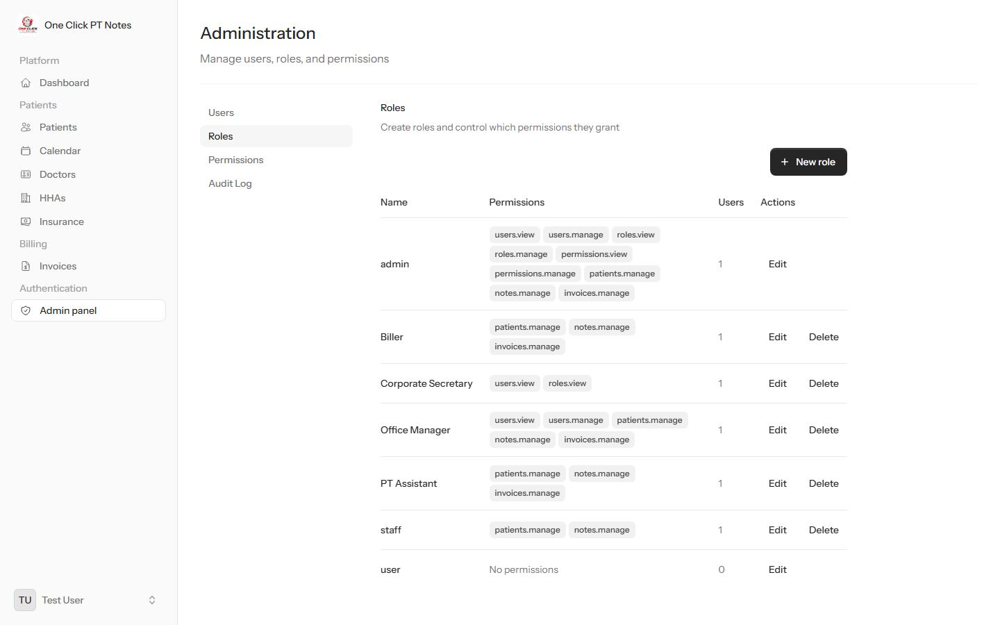 One Click PT Notes
Platform
Dashboard
Patients
Patients
Calendar
Doctors
HHAs
Insurance
Billing
Invoices
Authentication
Admin panel
TU Test User
Administration
Manage users, roles, and permissions
Users
Roles
Permissions
Audit Log
Roles
Create roles and control which permissions they grant
+ New role
Name Permissions Users Actions
users.view users.manage roles.view
roles.manage permissions.view
admin 1 Edit
permissions.manage patients.manage
notes.manage invoices.manage
patients.manage notes.manage
Biller 1 Edit Delete
invoices.manage
Corporate Secretary users.view roles.view 1 Edit Delete
users.view users.manage patients.manage
Office Manager 1 Edit Delete
notes.manage invoices.manage
patients.manage notes.manage
PT Assistant 1 Edit Delete
invoices.manage
staff patients.manage notes.manage 1 Edit Delete
user No permissions 0 Edit